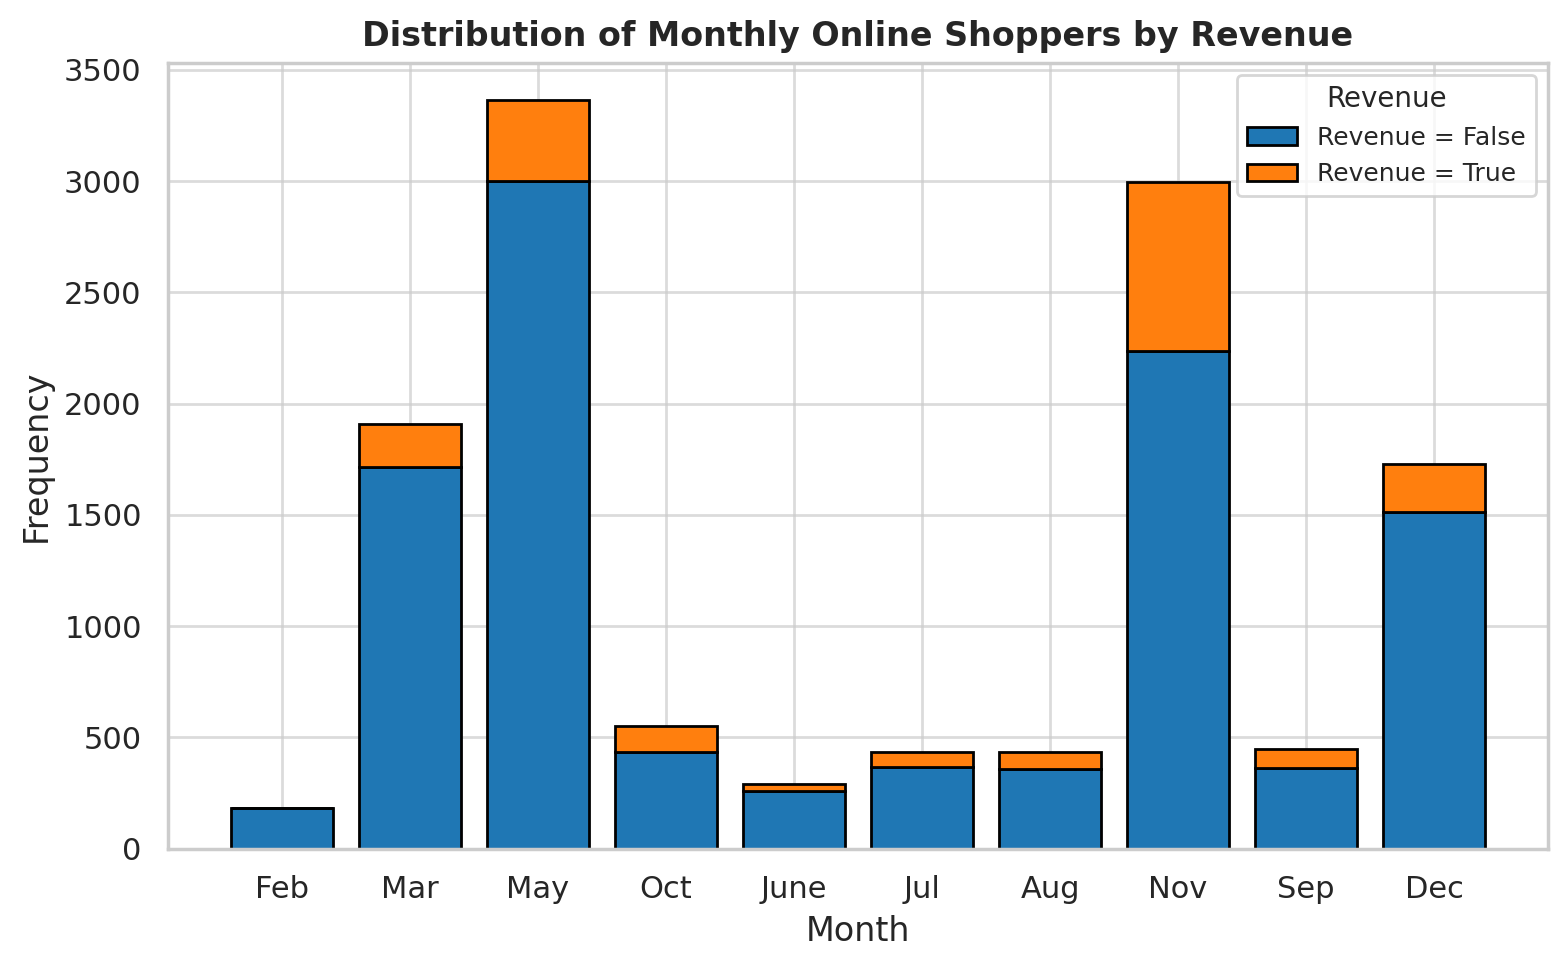 Distribution of Monthly Online Shoppers by Revenue
Revenue
Revenue = False
Revenue = True
Frequency
3500
3000
2500
2000
1500
1000
500
0
Feb Mar May Oct June Jul Aug Nov Sep Dec
Month